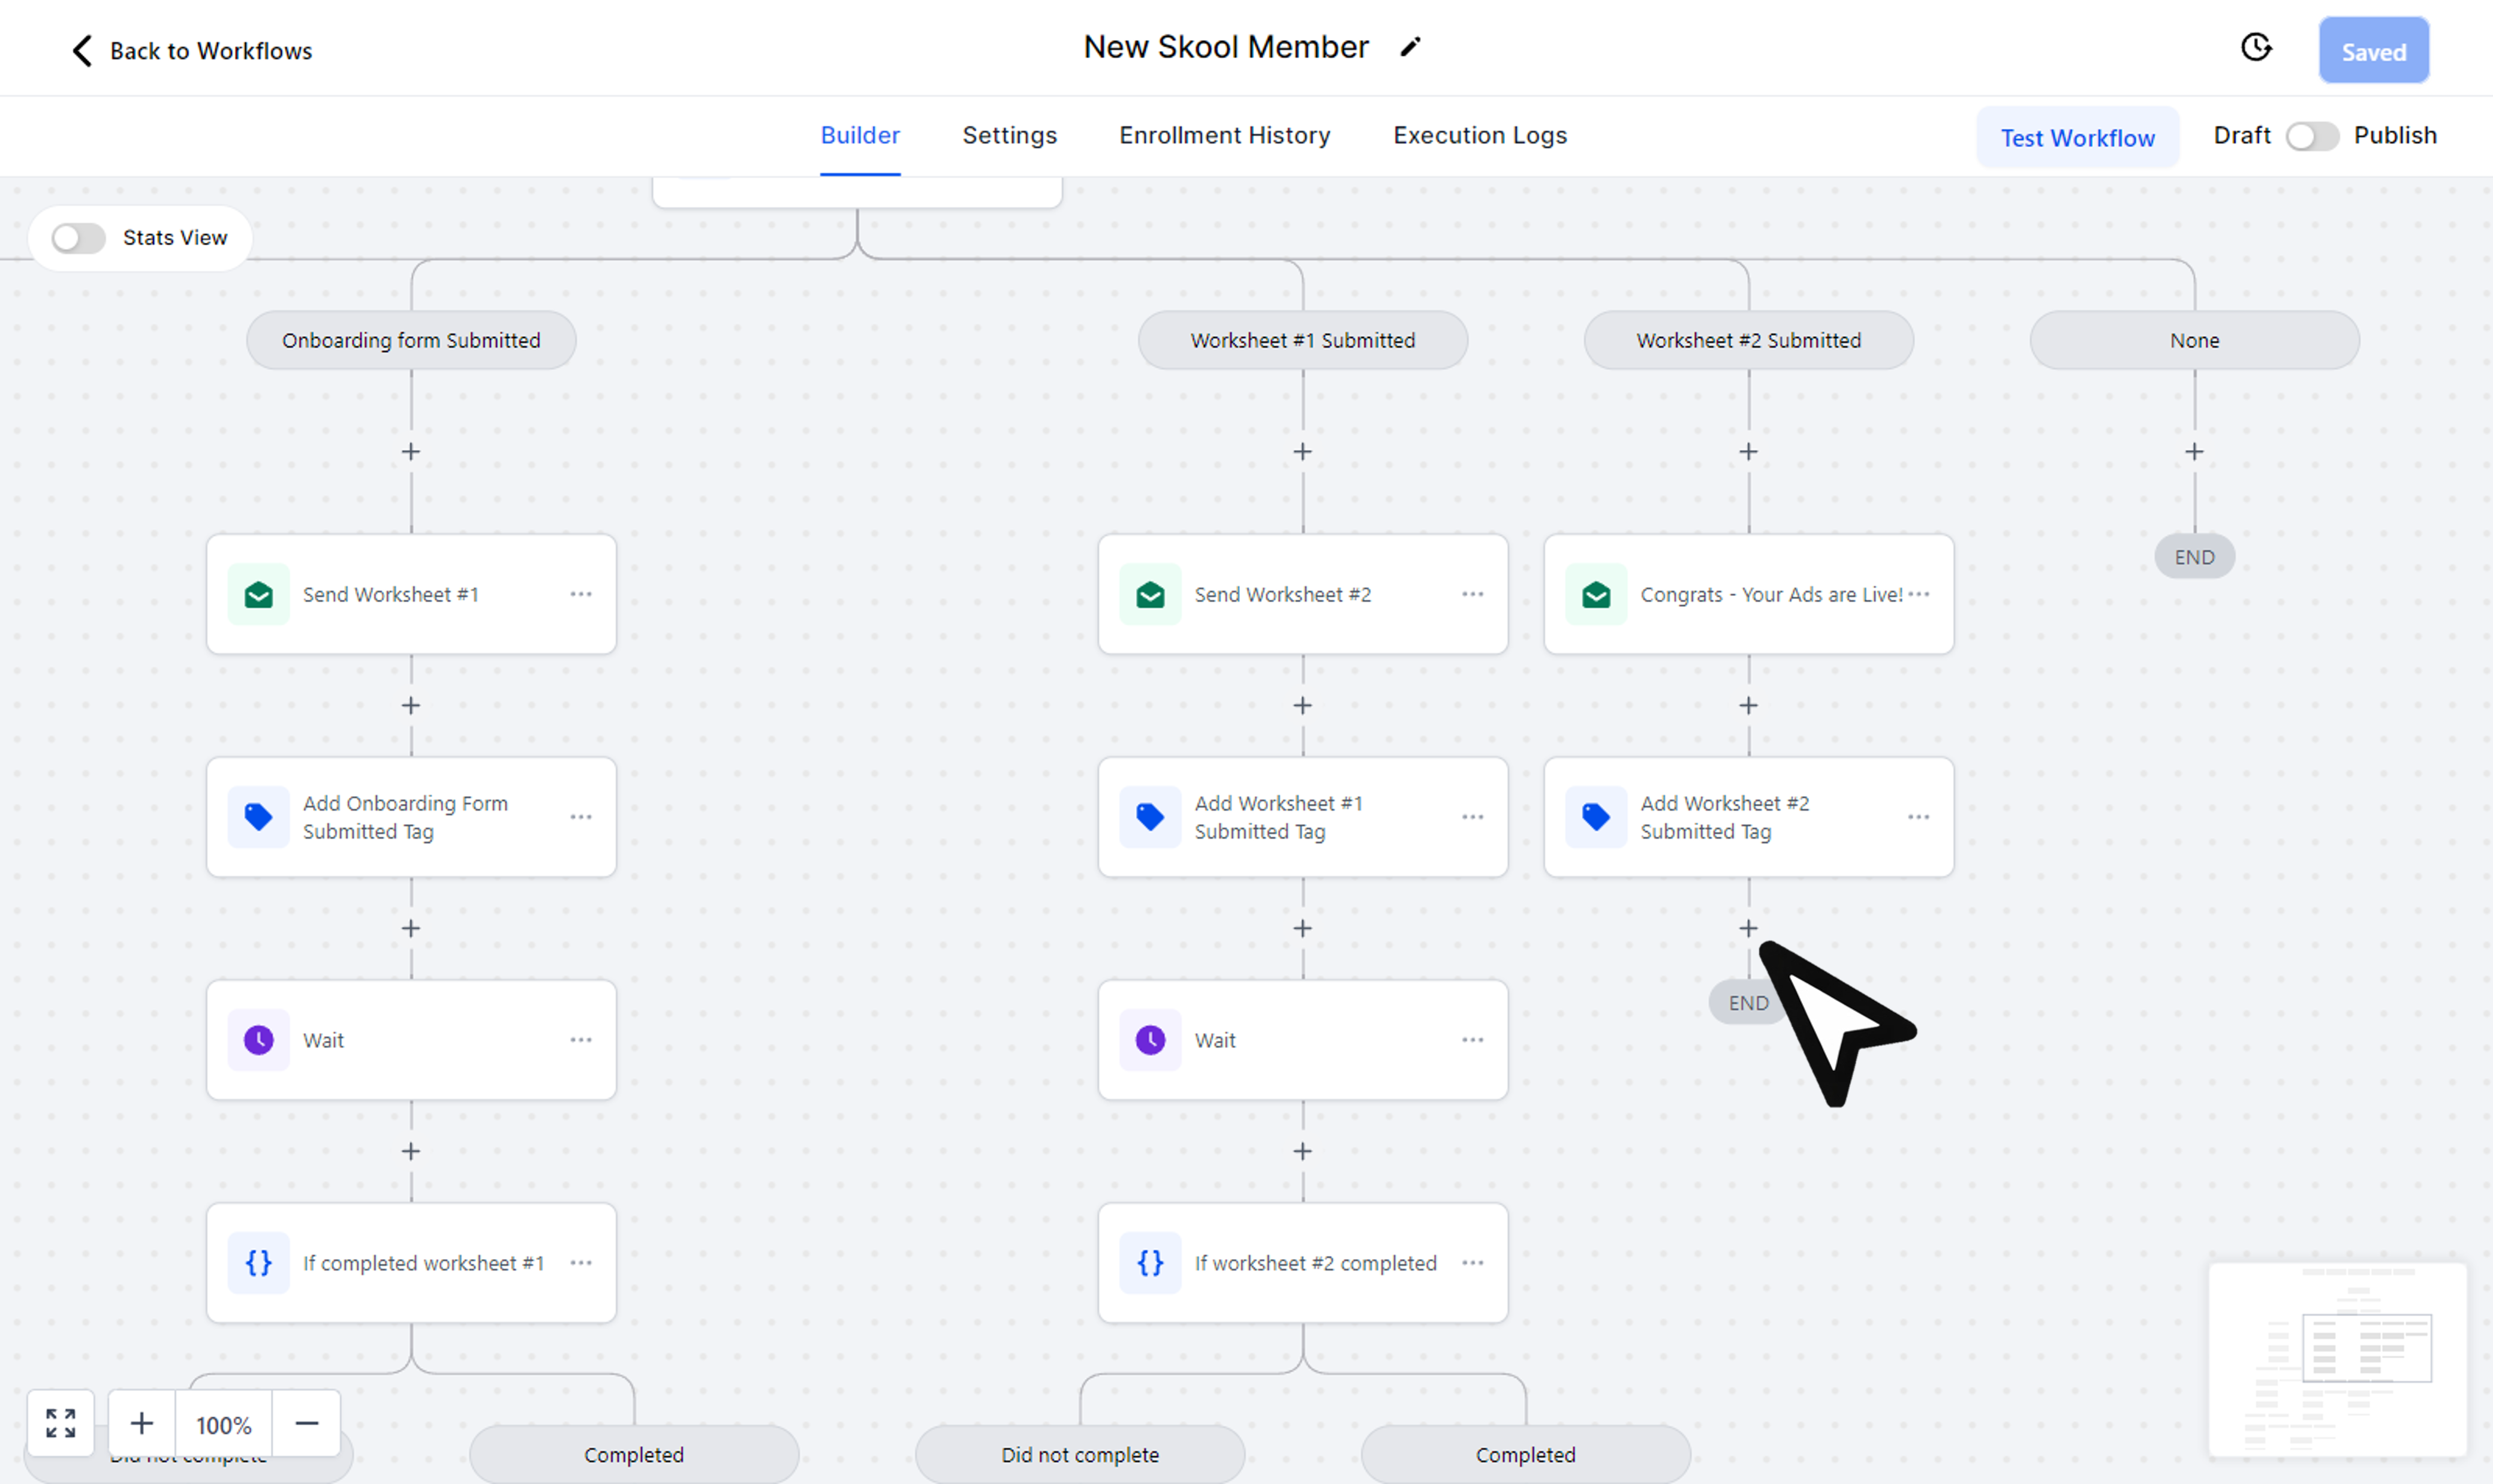 Back to Workflows
New Skool Member
Saved
Builder
Settings
Enrollment History
Execution Logs
Test Workflow
Draft
Publish
Stats View
Onboarding form Submitted
Worksheet #1 Submitted
Worksheet #2 Submitted
None
END
Send Worksheet #1
Send Worksheet #2
Congrats - Your Ads are Live!
Add Onboarding Form
Submitted Tag
Add Worksheet #1
Submitted Tag
Add Worksheet #2
Submitted Tag
END
Wait
Wait
If completed worksheet #1
If worksheet #2 completed
100%
Did not complete
Completed
Did not complete
Completed